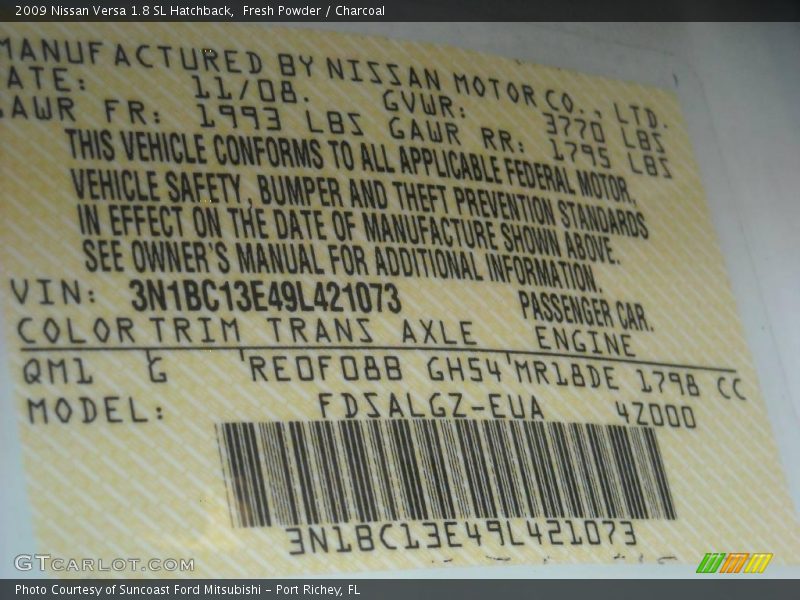 2009 Nissan Versa 1.8 SL Hatchback, Fresh Powder / Charcoal
MANUFACTURED BY NISSAN MOTOR CO., LTD.
ATE: 11/08. GVWR: 3770 LBS
GAWR FR: 1993 LBS GAWR RR: 1795 LBS
THIS VEHICLE CONFORMS TO ALL APPLICABLE FEDERAL MOTOR.
VEHICLE SAFETY, BUMPER AND THEFT PREVENTION STANDARDS
IN EFFECT ON THE DATE OF MANUFACTURE SHOWN ABOVE.
SEE OWNER'S MANUAL FOR ADDITIONAL INFORMATION.
VIN: 3N1BC13E49L421073 PASSENGER CAR.
COLOR TRIM TRANS AXLE ENGINE
QM1 G RE0F08B GH54 MR18DE 1798 CC
MODEL: FDSALGZ-EUA 4Z000
3N1BC13E49L421073
GTCARLOT.COM
Photo Courtesy of Suncoast Ford Mitsubishi - Port Richey, FL